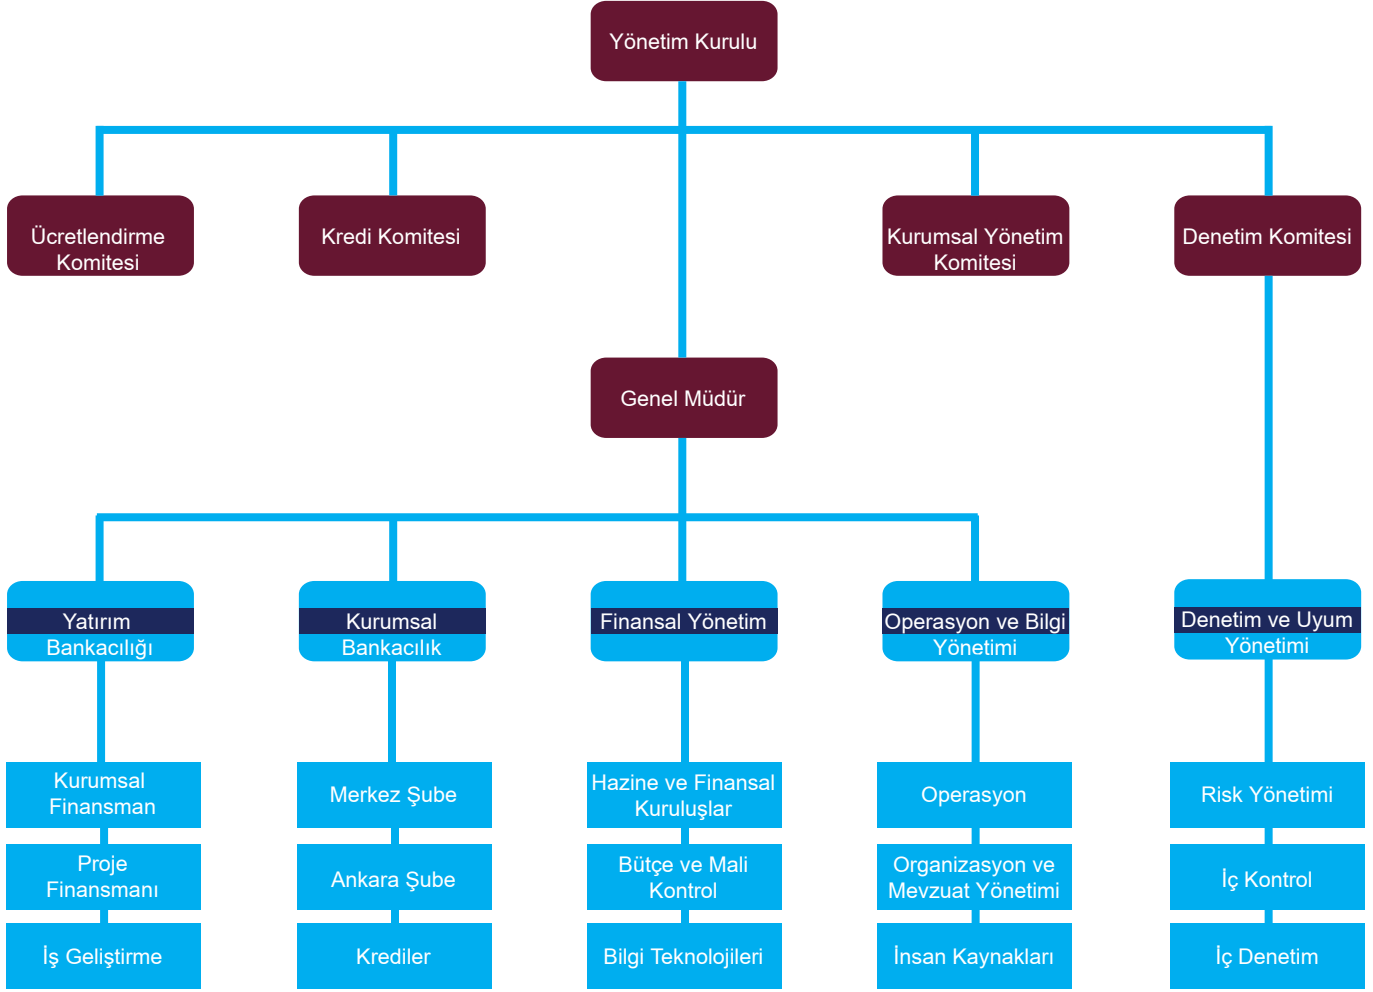 Yönetim Kurulu
Ücretlendirme
Komitesi
Kredi Komitesi
Kurumsal Yönetim
Komitesi
Denetim Komitesi
Genel Müdür
Yatırım
Bankacılığı
Kurumsal
Bankacılık
Finansal Yönetim
Operasyon ve Bilgi
Yönetimi
Denetim ve Uyum
Yönetimi
Kurumsal
Finansman
Merkez Şube
Hazine ve Finansal
Kuruluşlar
Operasyon
Risk Yönetimi
Proje
Finansmanı
Ankara Şube
Bütçe ve Mali
Kontrol
Organizasyon ve
Mevzuat Yönetimi
İç Kontrol
İş Geliştirme
Krediler
Bilgi Teknolojileri
İnsan Kaynakları
İç Denetim